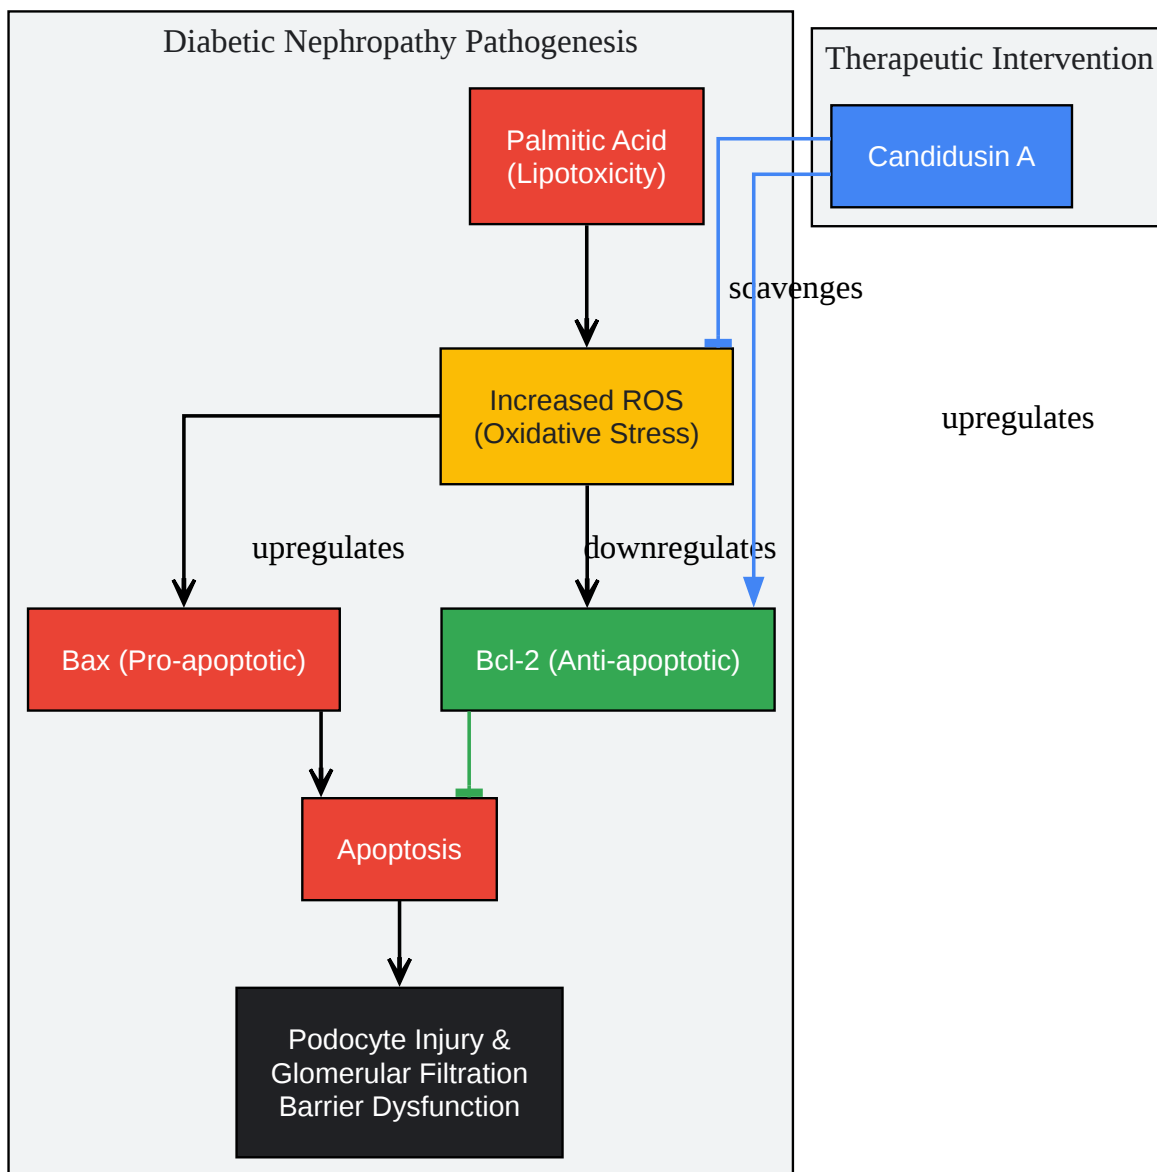 Diabetic Nephropathy Pathogenesis
Therapeutic Intervention
Palmitic Acid
(Lipotoxicity)
Candidusin A
scavenges
Increased ROS
(Oxidative Stress)
upregulates
upregulates
downregulates
Bax (Pro-apoptotic)
Bcl-2 (Anti-apoptotic)
Apoptosis
Podocyte Injury &
Glomerular Filtration
Barrier Dysfunction